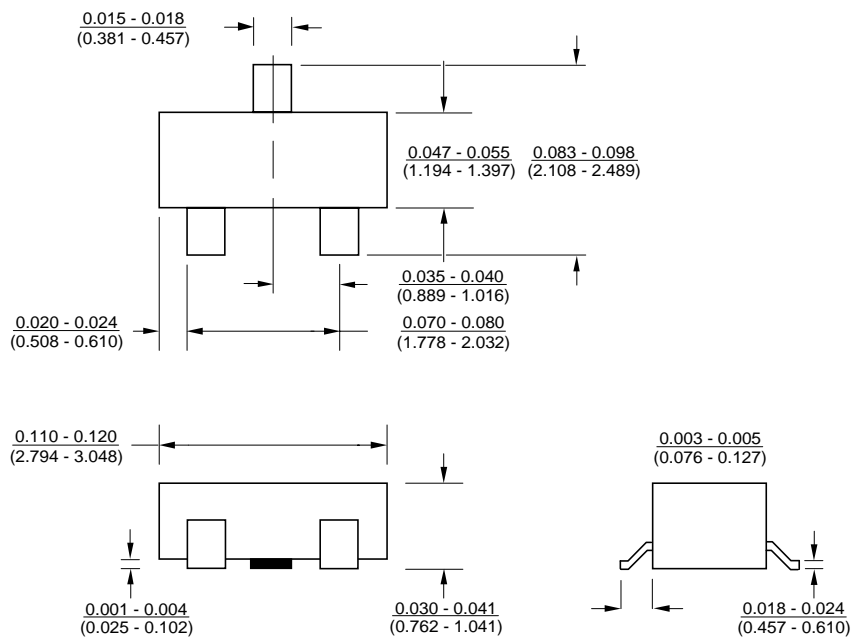 0.015 - 0.018
(0.381 - 0.457)
0.047 - 0.055
(1.194 - 1.397)
0.083 - 0.098
(2.108 - 2.489)
0.035 - 0.040
(0.889 - 1.016)
0.020 - 0.024
(0.508 - 0.610)
0.070 - 0.080
(1.778 - 2.032)
0.110 - 0.120
(2.794 - 3.048)
0.003 - 0.005
(0.076 - 0.127)
0.001 - 0.004
(0.025 - 0.102)
0.030 - 0.041
(0.762 - 1.041)
0.018 - 0.024
(0.457 - 0.610)